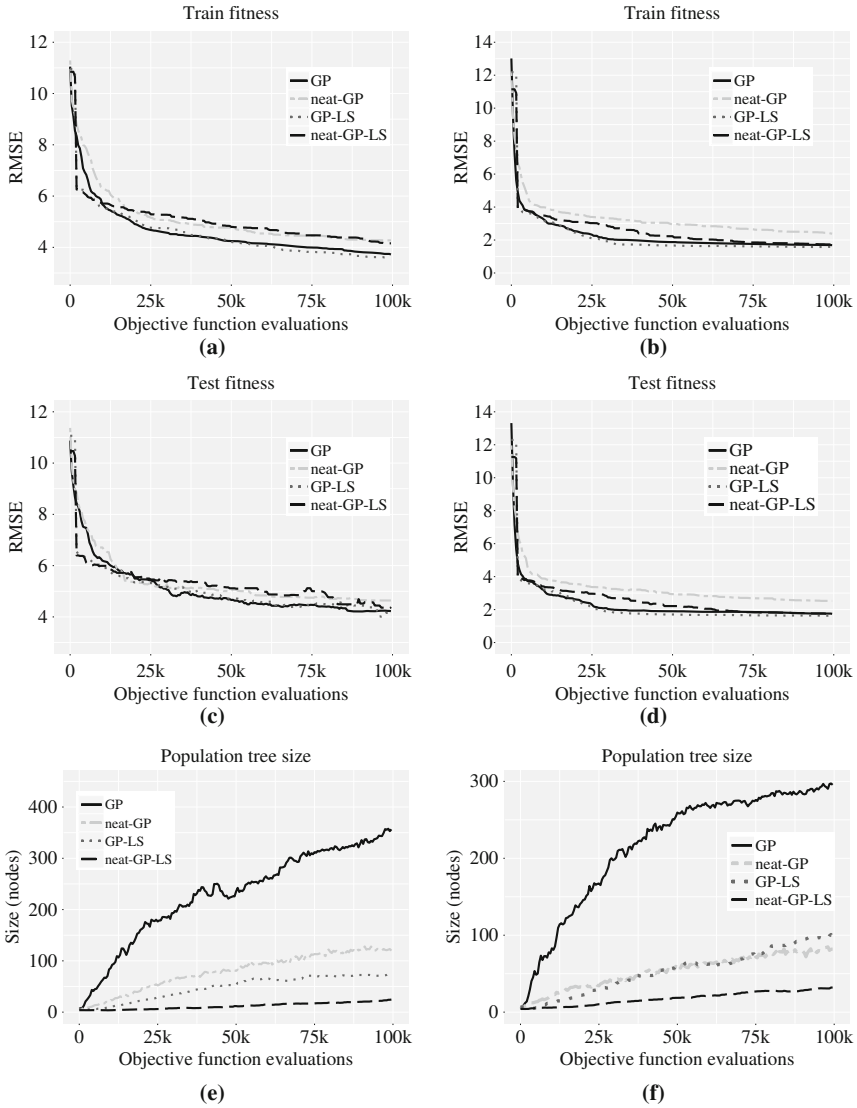 Train fitness
12
10
8
6
4
RMSE
GP
neat-GP
GP-LS
neat-GP-LS
0 25k 50k 75k 100k
Objective function evaluations
(a)
Train fitness
14
12
10
8
6
4
2
0
RMSE
GP
neat-GP
GP-LS
neat-GP-LS
0 25k 50k 75k 100k
Objective function evaluations
(b)
Test fitness
12
10
8
6
4
RMSE
GP
neat-GP
GP-LS
neat-GP-LS
0 25k 50k 75k 100k
Objective function evaluations
(c)
Test fitness
14
12
10
8
6
4
2
0
RMSE
GP
neat-GP
GP-LS
neat-GP-LS
0 25k 50k 75k 100k
Objective function evaluations
(d)
Population tree size
400
300
200
100
0
Size (nodes)
GP
neat-GP
GP-LS
neat-GP-LS
0 25k 50k 75k 100k
Objective function evaluations
(e)
Population tree size
300
200
100
0
Size (nodes)
GP
neat-GP
GP-LS
neat-GP-LS
0 25k 50k 75k 100k
Objective function evaluations
(f)